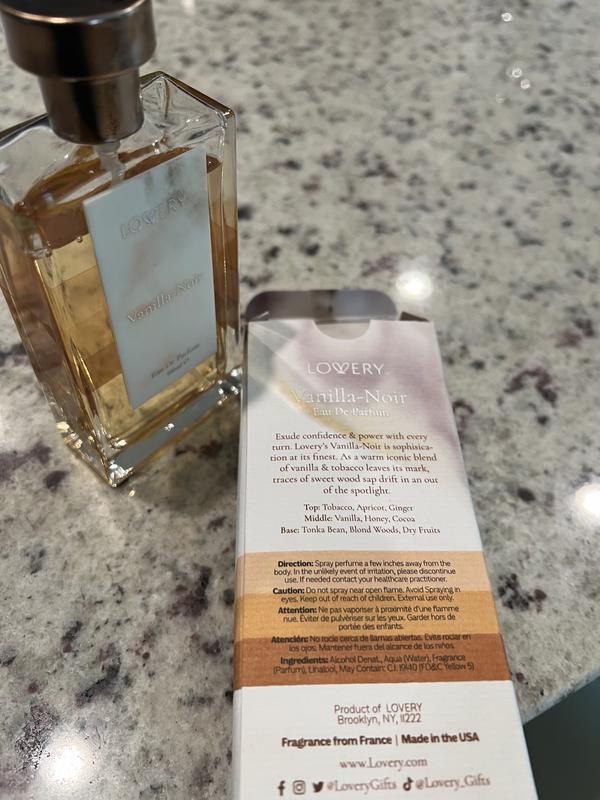 LOVERY
Vanilla-Noir
Eau De Parfum
LOVERY
Vanilla-Noir
Eau De Parfum
Exude confidence & power with every
turn. Lovery's Vanilla-Noir is sophisica-
tion at its finest. As a warm iconic blend
of vanilla & tobacco leaves its mark,
traces of sweet wood sap drift in an out
of the spotlight.
Top: Tobacco, Apricot, Ginger
Middle: Vanilla, Honey, Cocoa
Base: Tonka Bean, Blond Woods, Dry Fruits
Direction: Spray perfume a few inches away from the
body. In the unlikely event of irritation, please discontinue
use. If needed contact your healthcare practitioner.
Caution: Do not spray near open flame. Avoid Spraying in
eyes. Keep out of reach of children. External use only.
Attention: Ne pas vaporiser à proximité d'une flamme
nue. Éviter de pulvériser sur les yeux. Garder hors de
portée des enfants.
Atención: No rocíe cerca de llamas abiertas. Evite rociar en
los ojos. Mantener fuera del alcance de los niños.
Ingredients: Alcohol Denat., Aqua (Water), Fragrance
(Parfum), Linalool, May Contain: C.I. 19140 (FD&C Yellow 5)
Product of LOVERY
Brooklyn, NY, 11222
Fragrance from France | Made in the USA
www.Lovery.com
@LoveryGifts @Lovery_Gifts